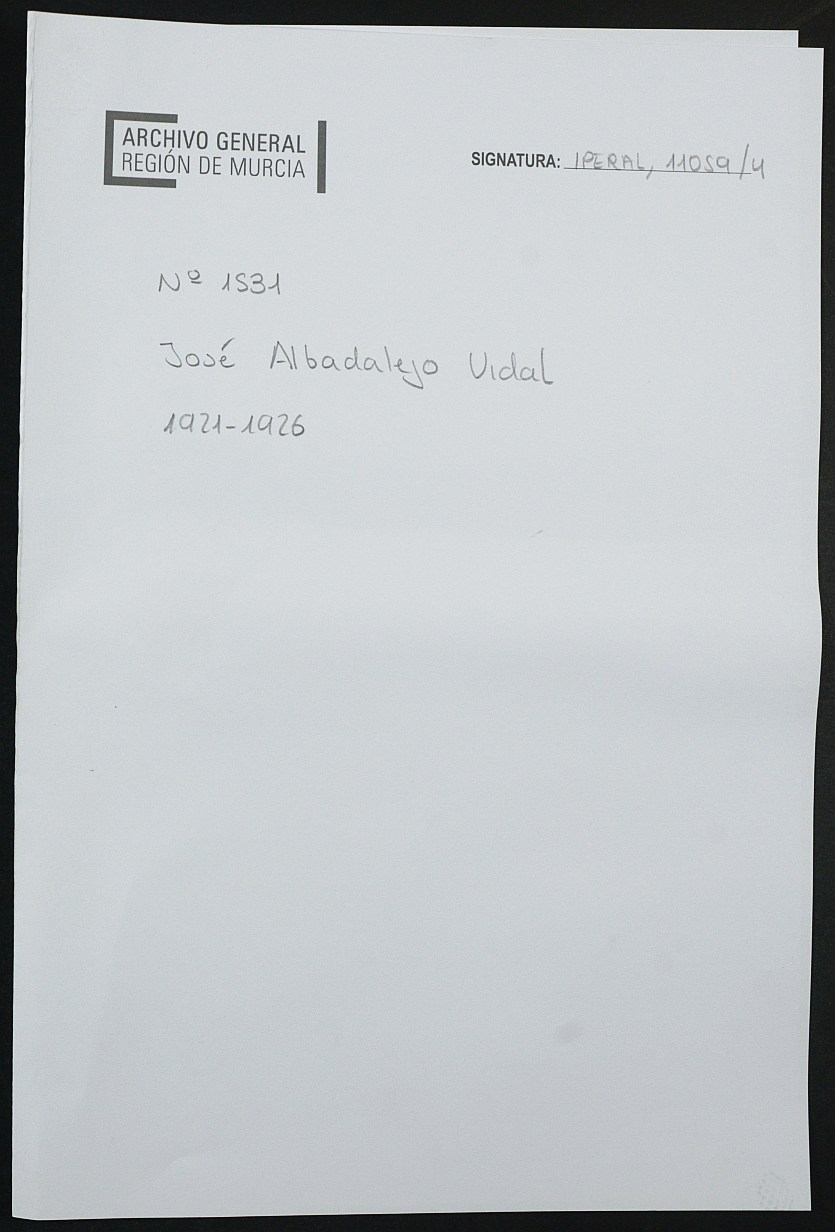 ARCHIVO GENERAL
REGIÓN DE MURCIA
SIGNATURA: IPERAL, 11059/4
Nº 1531
José Albadalejo Vidal
1921-1926